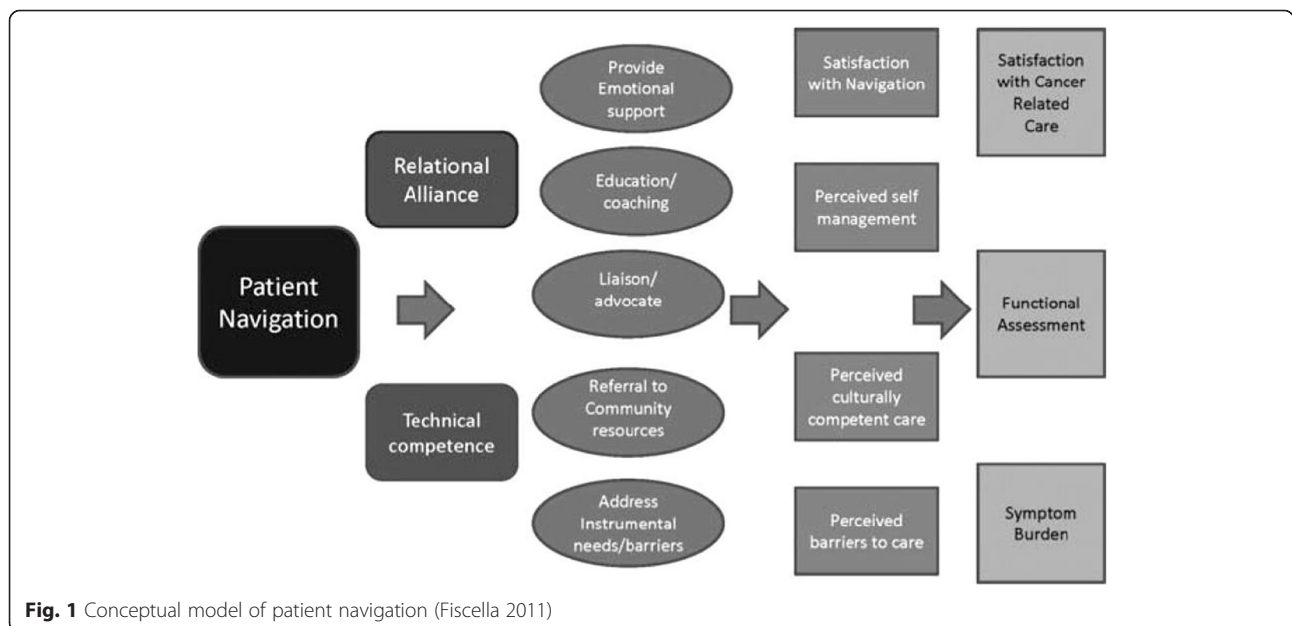 Patient
Navigation
Relational
Alliance
Technical
competence
Provide
Emotional
support
Education/
coaching
Liaison/
advocate
Referral to
Community
resources
Address
Instrumental
needs/barriers
Satisfaction
with Navigation
Perceived self
management
Perceived
culturally
competent care
Perceived
barriers to care
Satisfaction
with Cancer
Related
Care
Functional
Assessment
Symptom
Burden
Fig. 1 Conceptual model of patient navigation (Fiscella 2011)